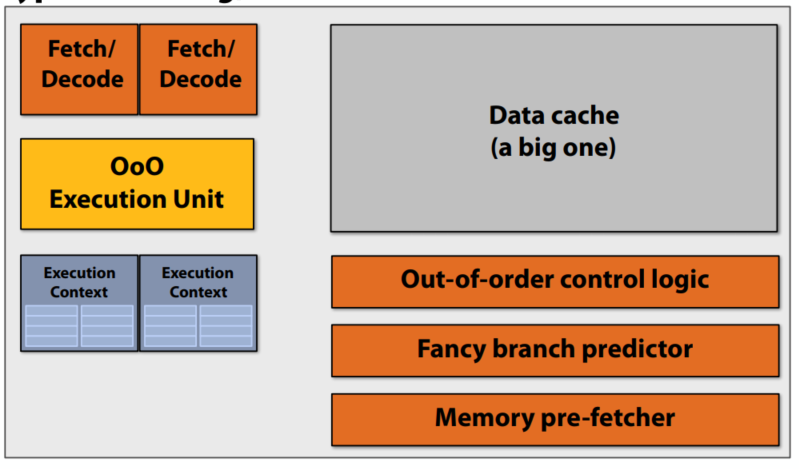 Fetch/
Decode
Fetch/
Decode
OoO
Execution Unit
Execution
Context
Execution
Context
Data cache
(a big one)
Out-of-order control logic
Fancy branch predictor
Memory pre-fetcher